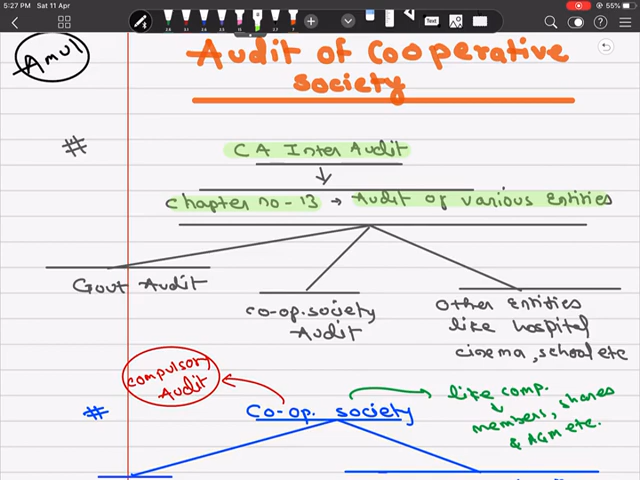 5:27 PM Sat 11 Apr
55%
Text
Amul
Audit of Cooperative
Society
#
CA Inter Audit
Chapter no-13 → Audit of various Entities
Govt Audit
Co-op. society
Audit
Other Entities
like hospital
cinema, school etc
Compulsory
Audit
# Co-op. society
like comp.
members, shares
& AGM etc.